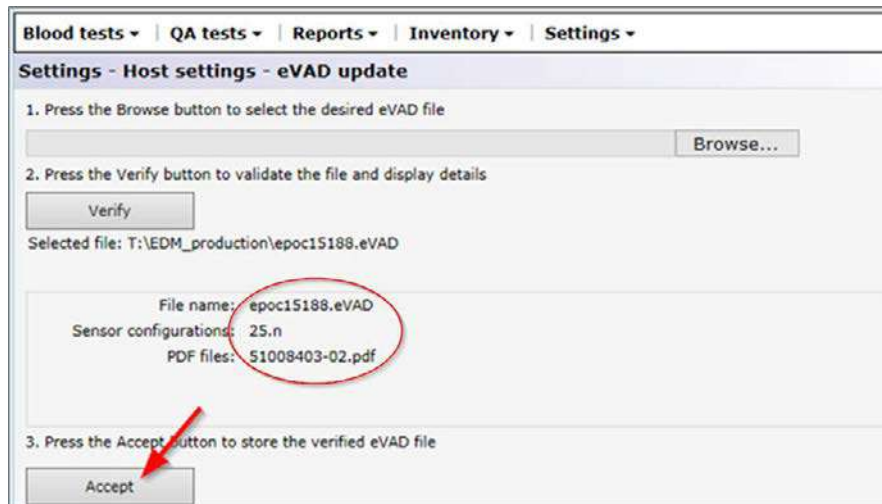 Blood tests QA tests Reports Inventory Settings
Settings - Host settings - eVAD update
1. Press the Browse button to select the desired eVAD file
Browse...
2. Press the Verify button to validate the file and display details
Verify
Selected file: T:\EDM_production\epoc15188.eVAD
File name: epoc15188.eVAD
Sensor configurations: 25.n
PDF files: 51008403-02.pdf
3. Press the Accept button to store the verified eVAD file
Accept